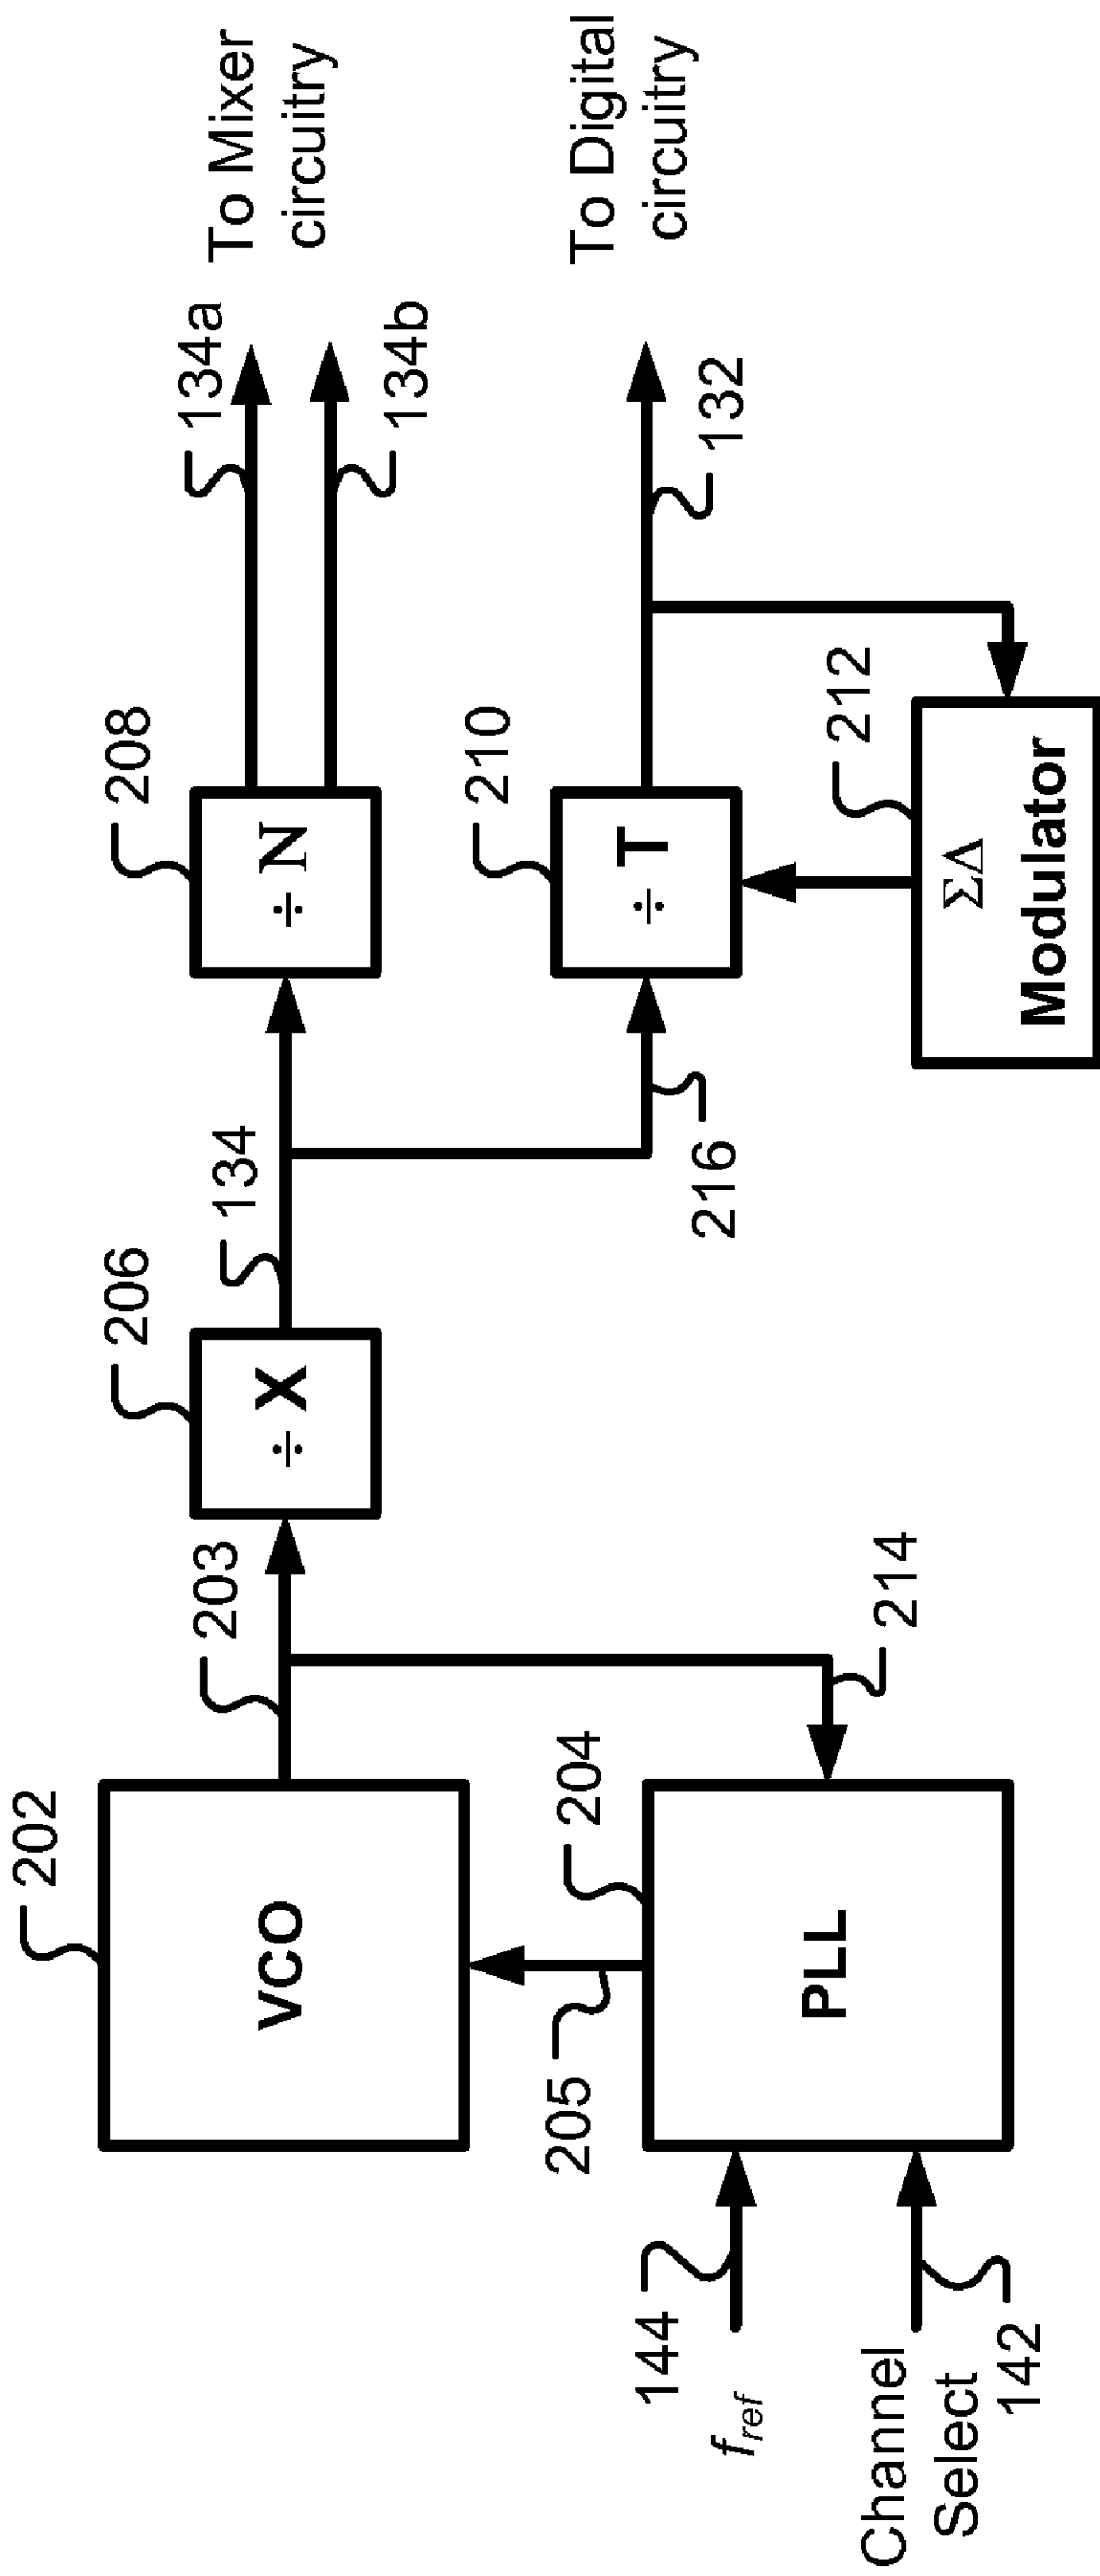 202
VCO
203
206
÷ X
134
208
÷ N
134a
134b
To Mixer
circuitry
205
204
PLL
144
f ref
Channel
Select
142
214
216
210
÷ T
132
To Digital
circuitry
212
ΣΔ
Modulator